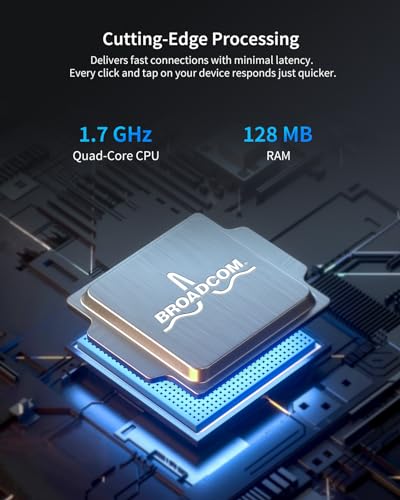 Cutting-Edge Processing
Delivers fast connections with minimal latency.
Every click and tap on your device responds just quicker.
1.7 GHz
Quad-Core CPU
128 MB
RAM
BROADCOM